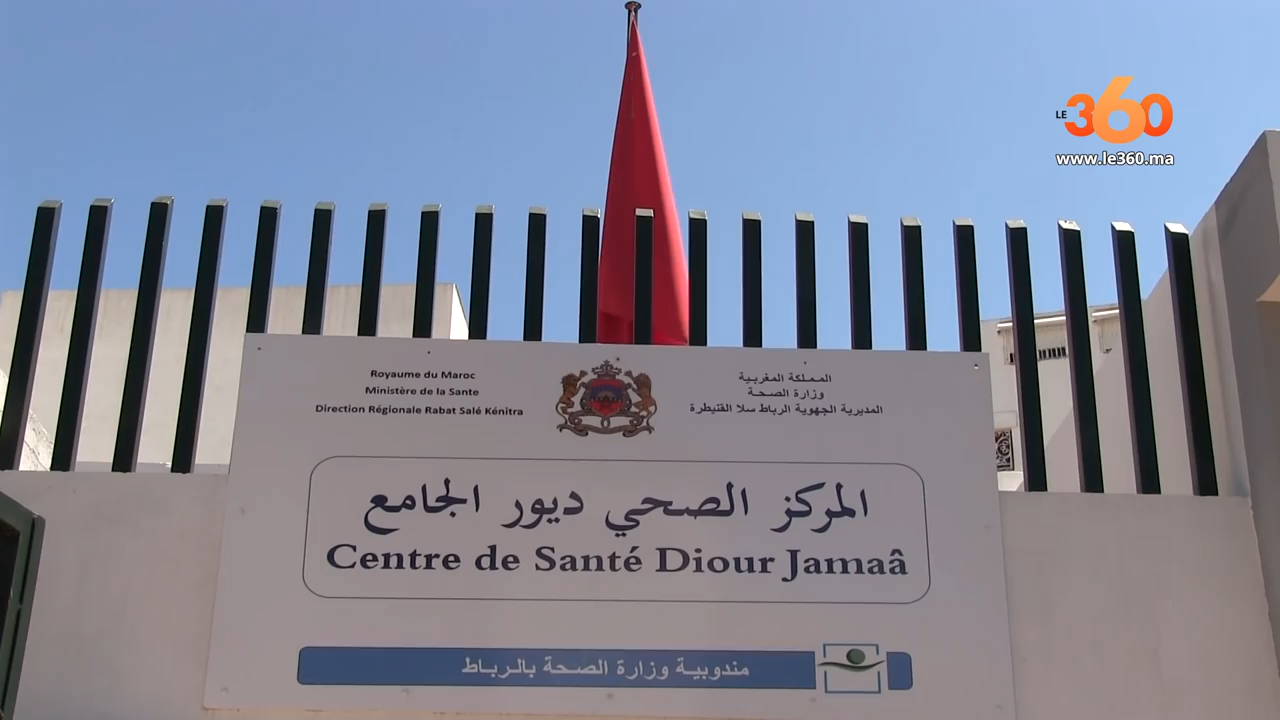 LE 360
www.le360.ma
Royaume du Maroc
Ministère de la Sante
Direction Régionale Rabat Salé Kénitra
المملكة المغربية
وزارة الصحة
المديرية الجهوية الرباط سلا القنيطرة
المركز الصحي ديور الجامع
Centre de Santé Diour Jamaâ
مندوبية وزارة الصحة بالرباط